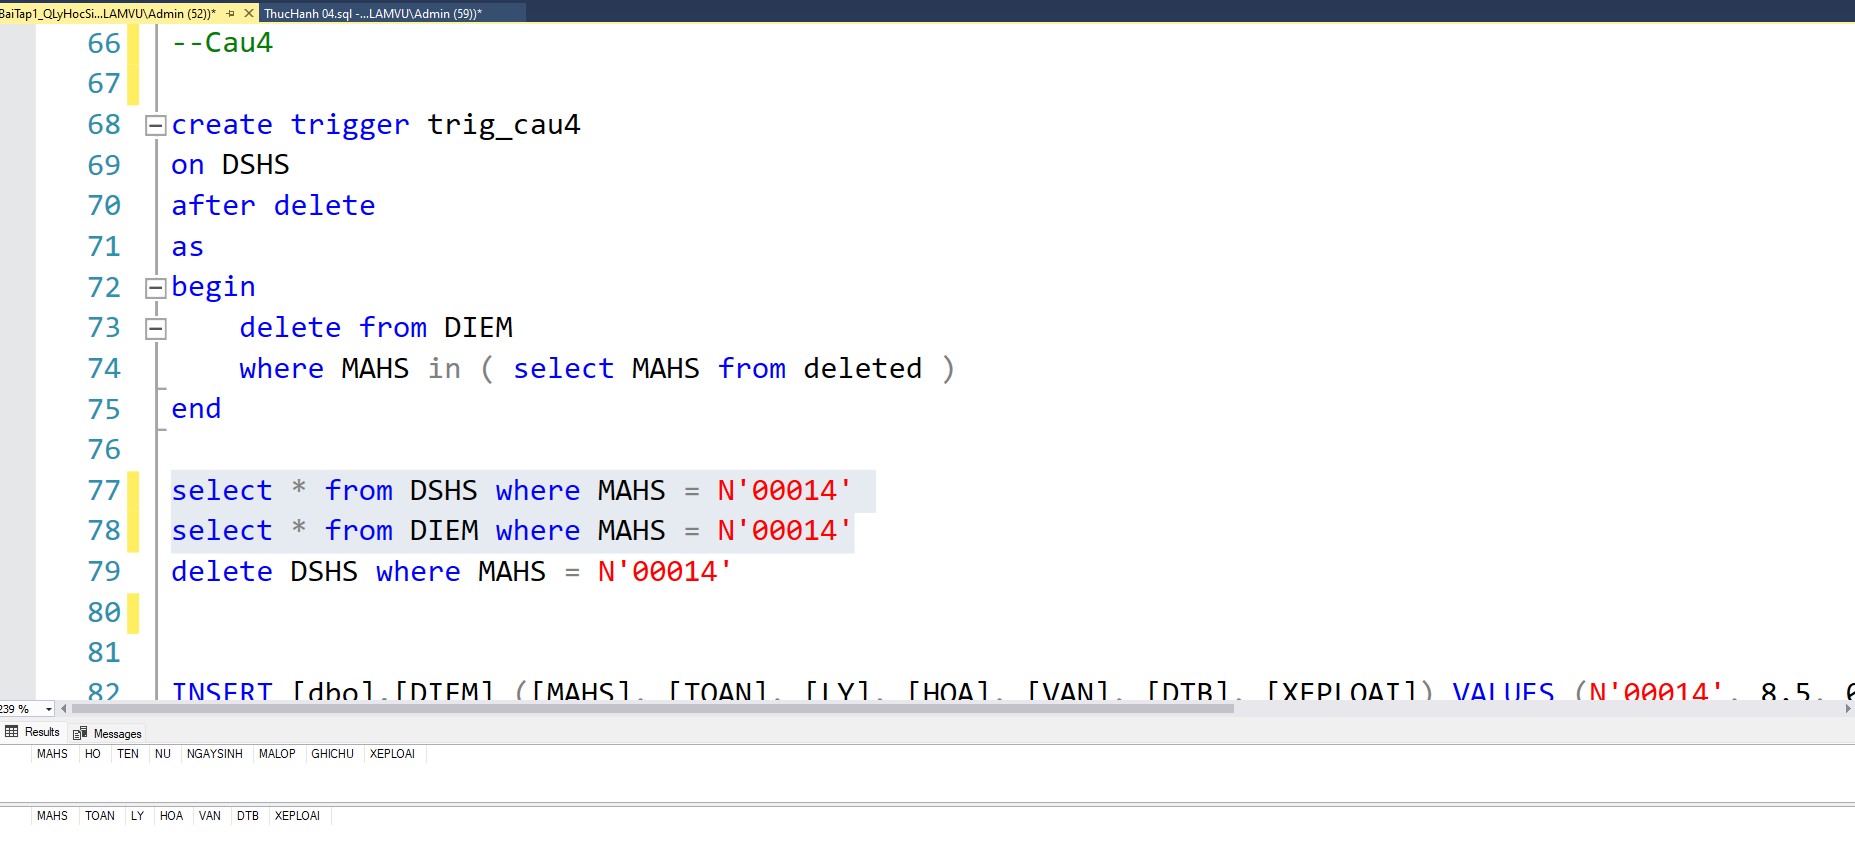 BaiTap1_QLyHocSi...LAMVU\Admin (52))*
ThucHanh 04.sql -...LAMVU\Admin (59))*
66 --Cau4
67
68 create trigger trig_cau4
69 on DSHS
70 after delete
71 as
72 begin
73 delete from DIEM
74 where MAHS in ( select MAHS from deleted )
75 end
76
77 select * from DSHS where MAHS = N'00014'
78 select * from DIEM where MAHS = N'00014'
79 delete DSHS where MAHS = N'00014'
80
81
82 INSERT [dbo].[DIEM] ([MAHS], [TOAN], [LY], [HOA], [VAN], [DTB], [XEPLOAI]) VALUES (N'00014', 8.5,
239 %
Results Messages
MAHS HO TEN NU NGAYSINH MALOP GHICHU XEPLOAI
MAHS TOAN LY HOA VAN DTB XEPLOAI